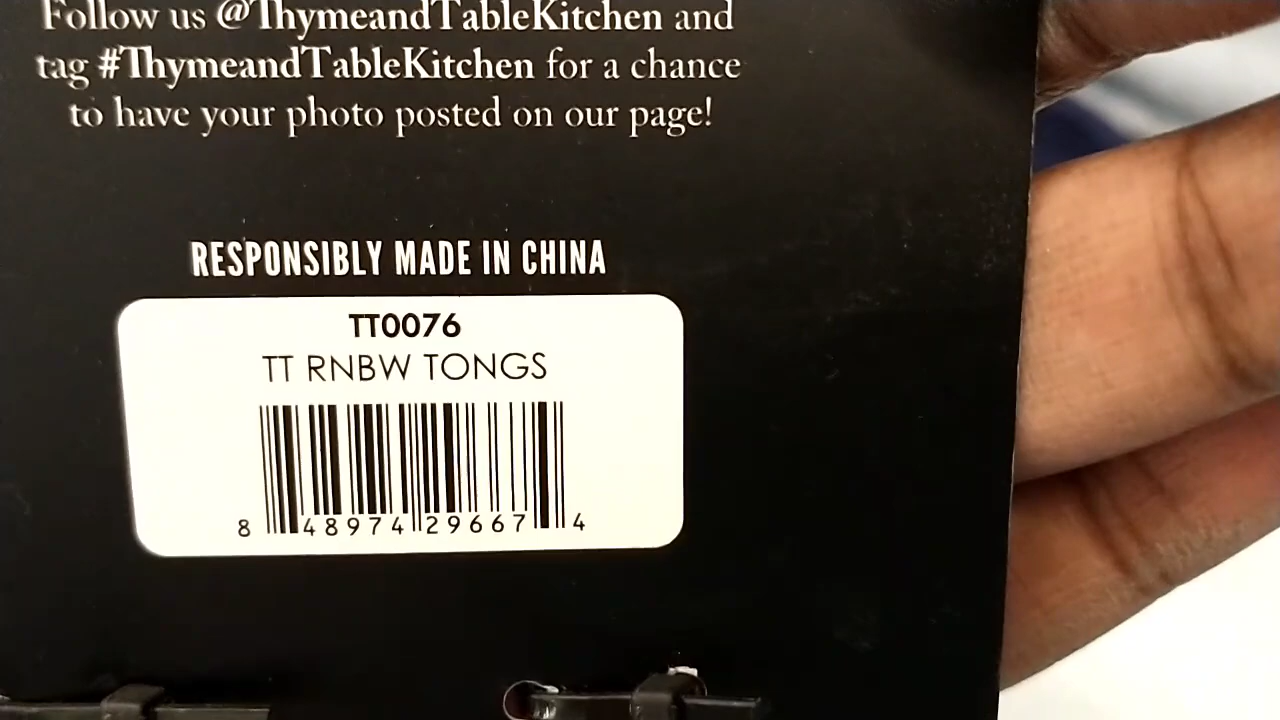 Follow us @ThymeandTableKitchen and
tag #ThymeandTableKitchen for a chance
to have your photo posted on our page!
RESPONSIBLY MADE IN CHINA
TT0076
TT RNBW TONGS
8 48974 29667 4